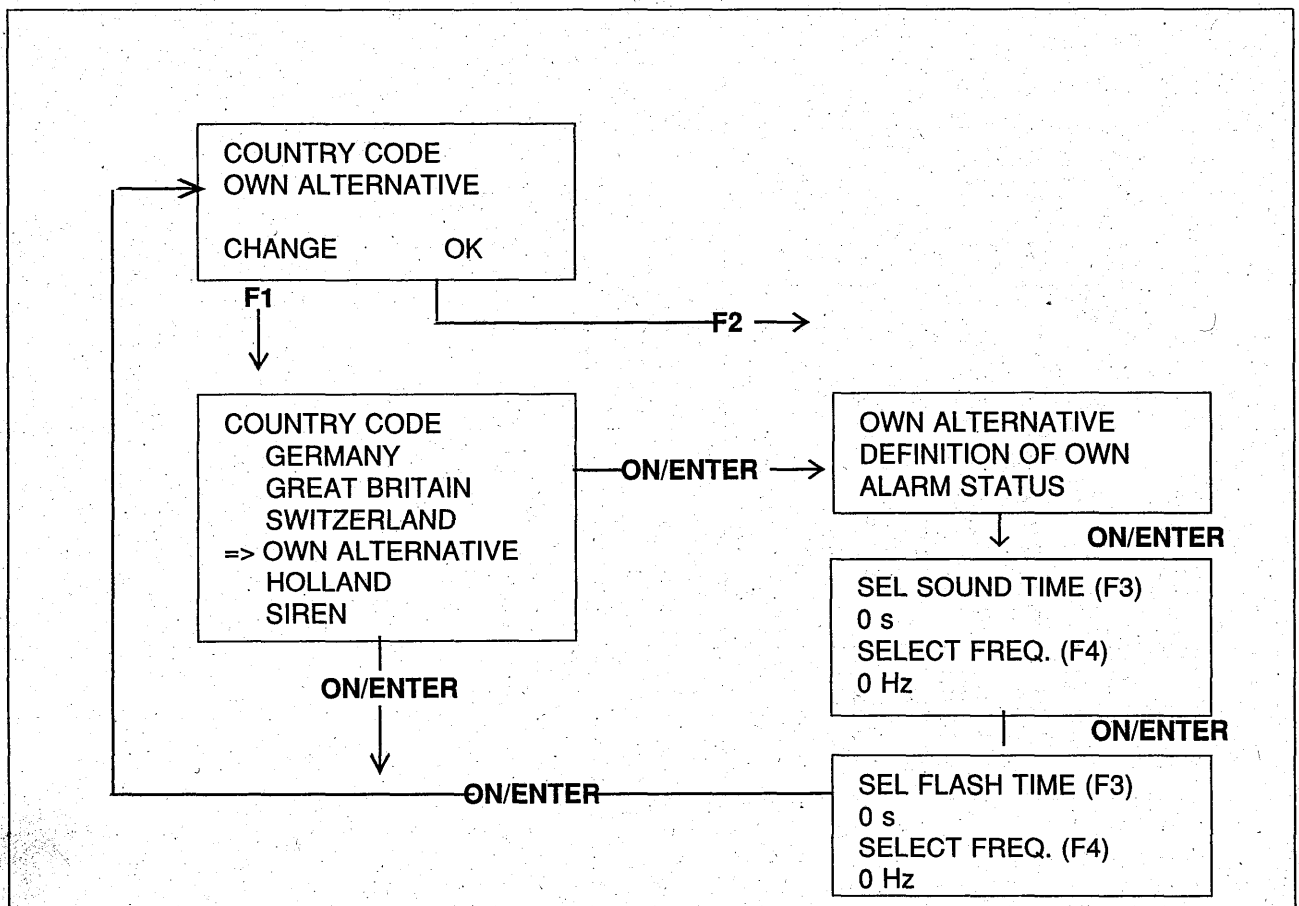 COUNTRY CODE
OWN ALTERNATIVE
CHANGE OK
F1
F2
COUNTRY CODE
GERMANY
GREAT BRITAIN
SWITZERLAND
=> OWN ALTERNATIVE
HOLLAND
SIREN
ON/ENTER
OWN ALTERNATIVE
DEFINITION OF OWN
ALARM STATUS
ON/ENTER
SEL SOUND TIME (F3)
0 s
SELECT FREQ. (F4)
0 Hz
ON/ENTER
ON/ENTER
SEL FLASH TIME (F3)
0 s
SELECT FREQ. (F4)
0 Hz
ON/ENTER